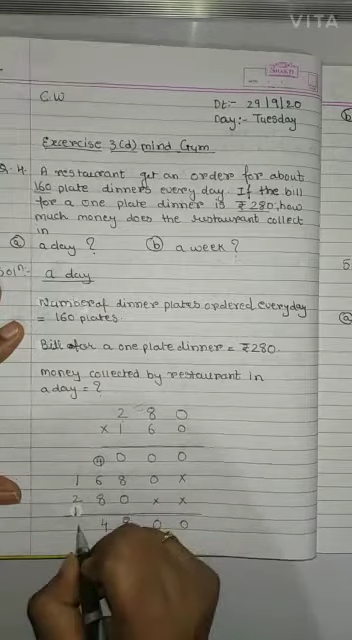 VITA
C.W
Dt:- 29/9/20
Day:- Tuesday
Excercise 3(d) mind Gym
Q.4. A restaurant get an order for about
160 plate dinners every day. If the bill
for a one plate dinner is ₹280, how
much money does the restaurant collect
in
(a) a day? (b) a week?
Soln:- a day
Number of dinner plates ordered everyday
= 160 plates.
Bill for a one plate dinner = ₹280.
money collected by restaurant in
a day = ?
2 8 0
× 1 6 0
0 0 0
1 6 8 0 ×
2 8 0 × ×
4 8 0 0